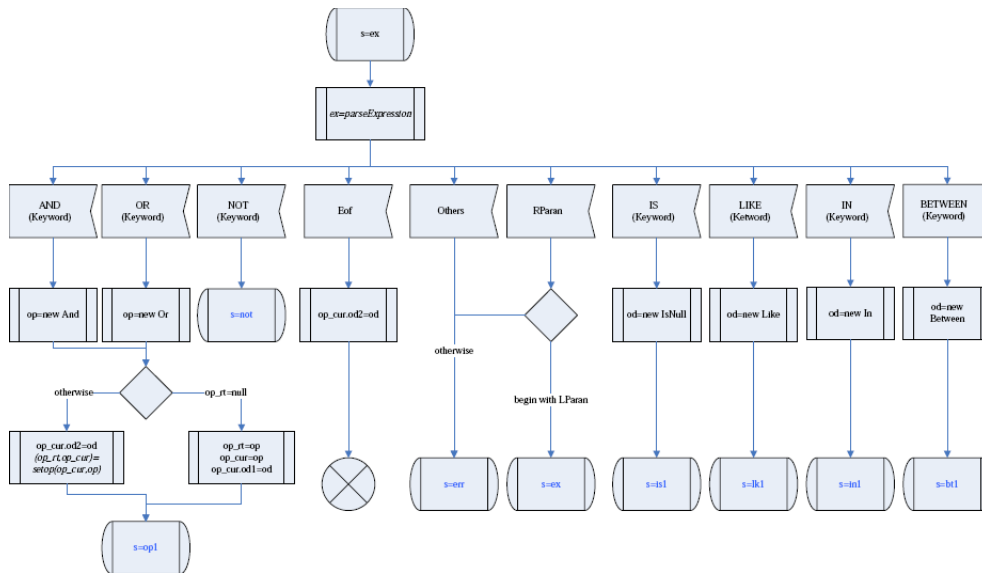 s=ex
ex=parseExpression
AND
(Keyword)
OR
(Keyword)
NOT
(Keyword)
Eof
Others
RParan
IS
(Keyword)
LIKE
(Ketword)
IN
(Keyword)
BETWEEN
(Keyword)
op=new And
op=new Or
s=not
op_cur.od2=od
od=new IsNull
od=new Like
od=new In
od=new
Between
otherwise
otherwise
op_rt=null
begin with LParan
op_cur.od2=od
(op_rt,op_cur)=
setop(op_cur,op)
op_rt=op
op_cur=op
op_cur.od1=od
s=err
s=ex
s=is1
s=lk1
s=in1
s=bt1
s=op1